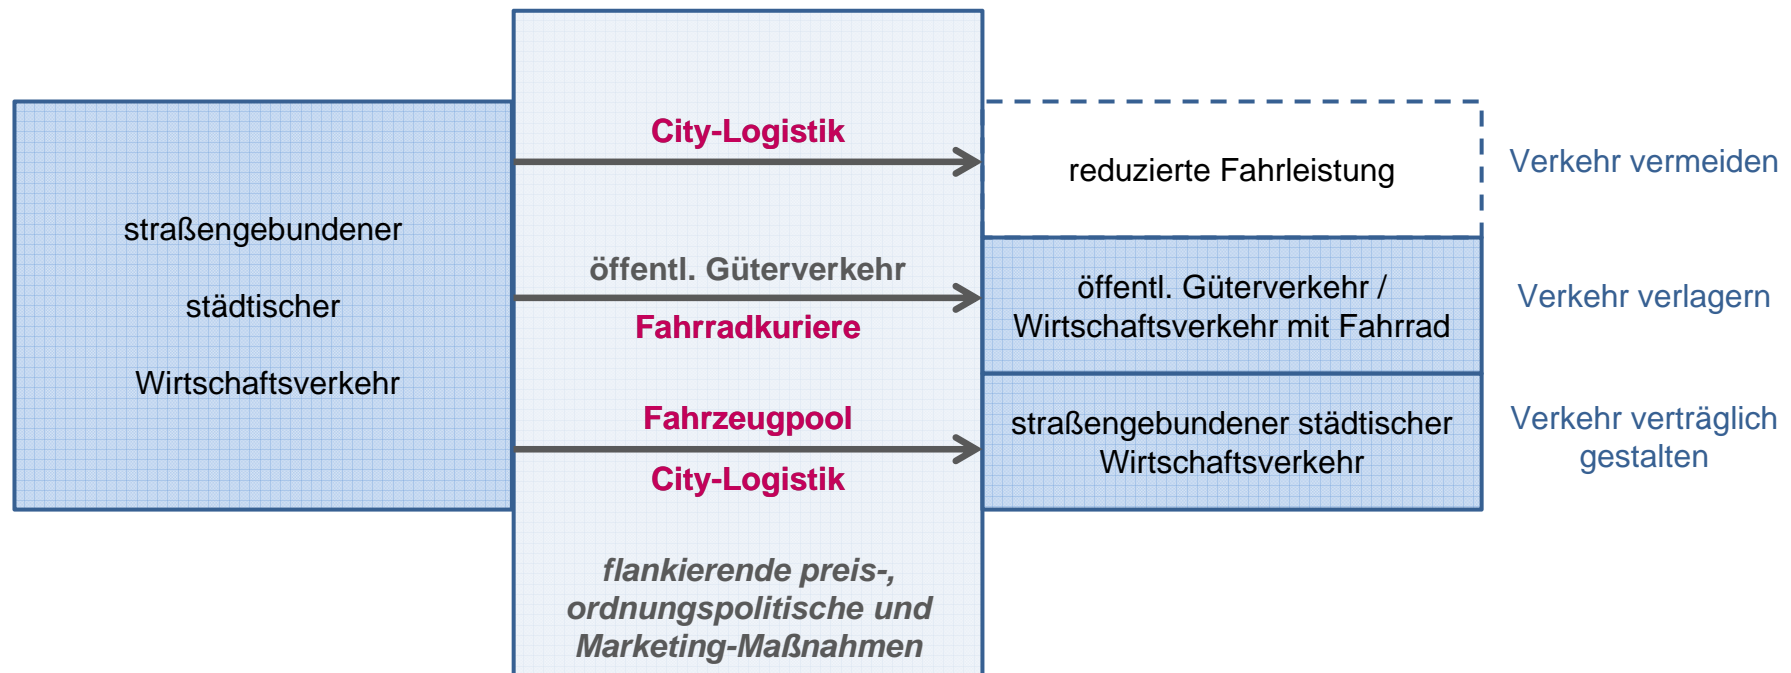 straßengebundener
städtischer
Wirtschaftsverkehr
City-Logistik
öffentl. Güterverkehr
Fahrradkuriere
Fahrzeugpool
City-Logistik
flankierende preis-,
ordnungspolitische und
Marketing-Maßnahmen
reduzierte Fahrleistung
öffentl. Güterverkehr /
Wirtschaftsverkehr mit Fahrrad
straßengebundener städtischer
Wirtschaftsverkehr
Verkehr vermeiden
Verkehr verlagern
Verkehr verträglich
gestalten